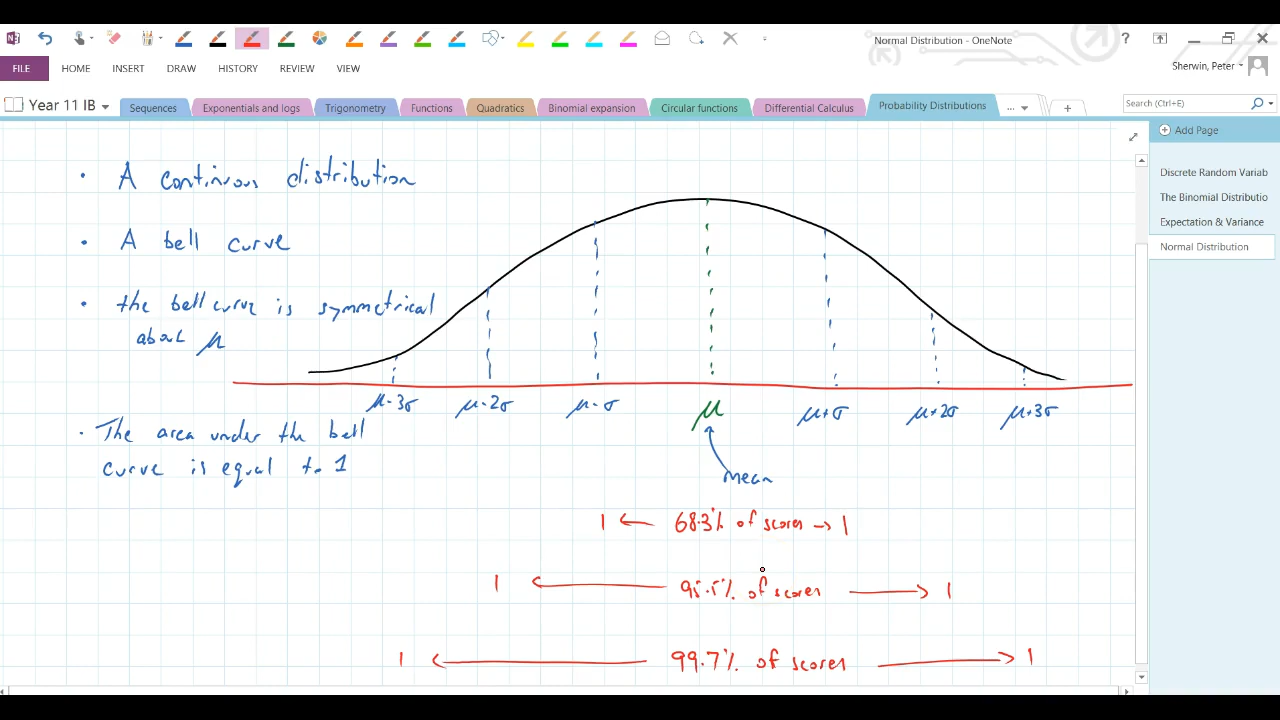 Normal Distribution - OneNote
?
FILE HOME INSERT DRAW HISTORY REVIEW VIEW
Sherwin, Peter
Year 11 IB
Sequences Exponentials and logs Trigonometry Functions Quadratics Binomial expansion Circular functions Differential Calculus Probability Distributions ... +
Search (Ctrl+E)
Add Page
Discrete Random Variab
The Binomial Distributio
Expectation & Variance
Normal Distribution
· A continuous distribution
· A bell curve
· the bell curve is symmetrical
about μ
· The area under the bell
curve is equal to 1
μ-3σ μ-2σ μ-σ μ μ+σ μ+2σ μ+3σ
mean
68.3% of scores
95.5% of scores
99.7% of scores